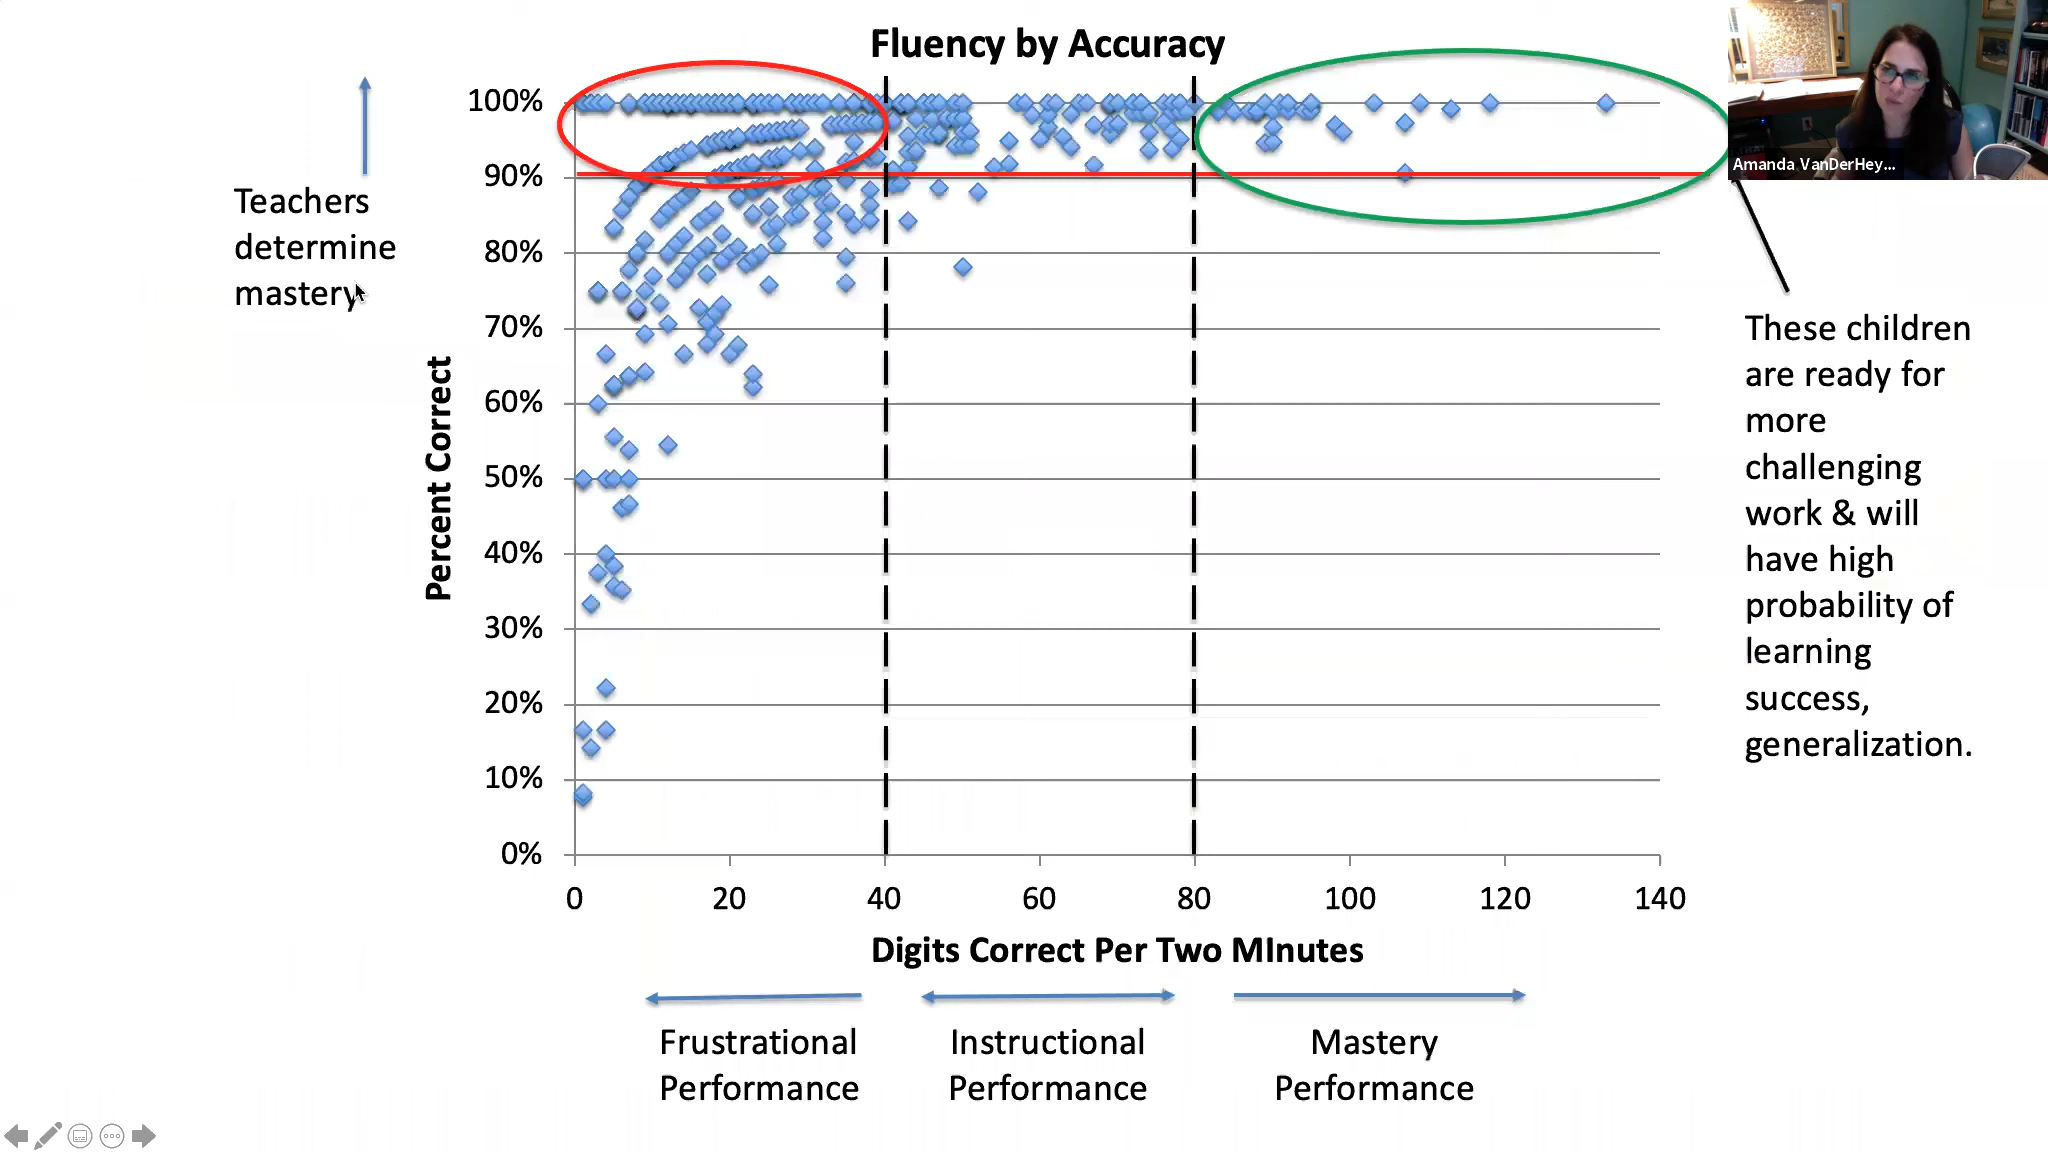 Fluency by Accuracy
Amanda VanDerHey...
Teachers
determine
mastery
100%
90%
80%
70%
60%
50%
40%
30%
20%
10%
0%
Percent Correct
These children
are ready for
more
challenging
work & will
have high
probability of
learning
success,
generalization.
0 20 40 60 80 100 120 140
Digits Correct Per Two MInutes
Frustrational
Performance
Instructional
Performance
Mastery
Performance